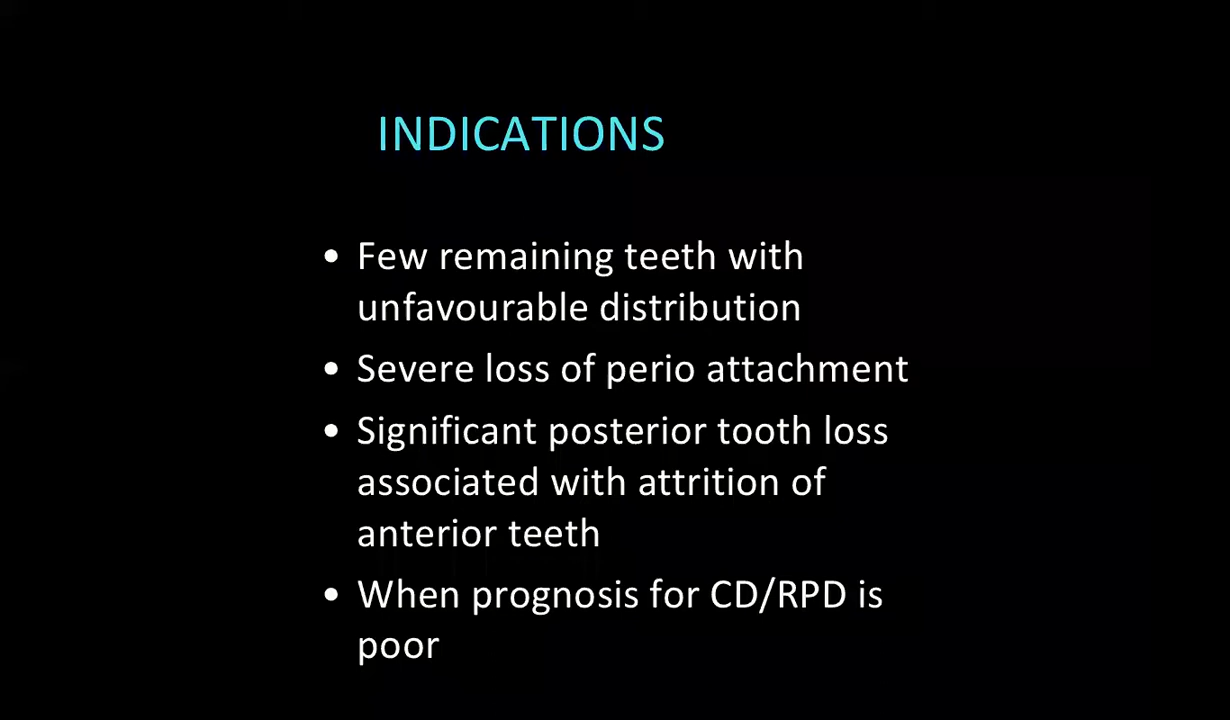 INDICATIONS
• Few remaining teeth with
unfavourable distribution
• Severe loss of perio attachment
• Significant posterior tooth loss
associated with attrition of
anterior teeth
• When prognosis for CD/RPD is
poor